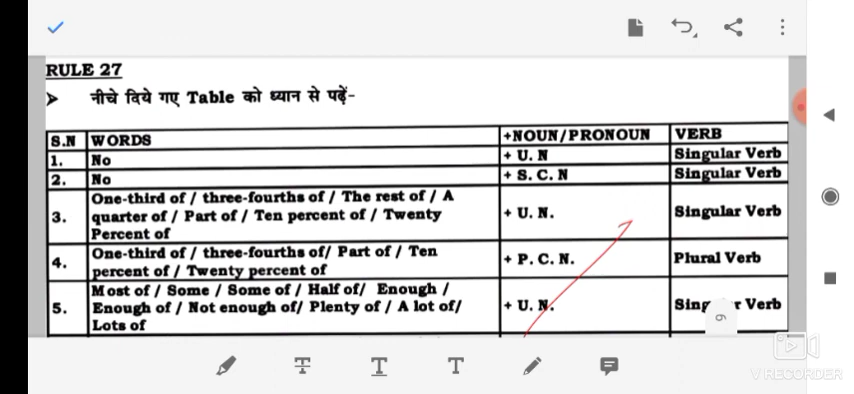 RULE 27
➤ नीचे दिये गए Table को ध्यान से पढ़ें-
S.N WORDS +NOUN/PRONOUN VERB
1. No + U. N Singular Verb
2. No + S. C. N Singular Verb
One-third of / three-fourths of / The rest of / A
3. quarter of / Part of / Ten percent of / Twenty + U. N. Singular Verb
Percent of
4. One-third of / three-fourths of/ Part of / Ten + P. C. N. Plural Verb
percent of / Twenty percent of
Most of / Some / Some of / Half of/ Enough /
5. Enough of / Not enough of/ Plenty of / A lot of/ + U. N. Verb
Lots of
T T T
V RECORDER